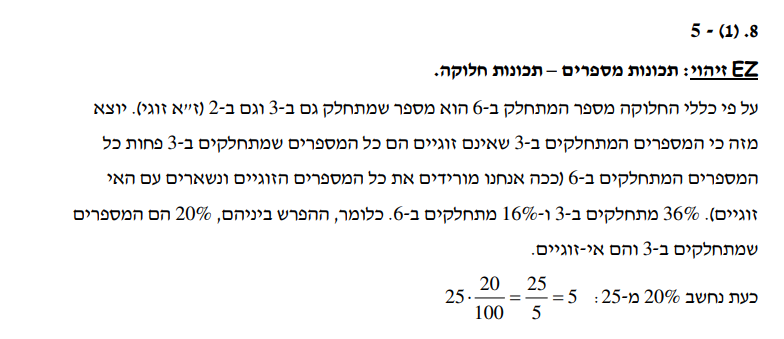 8. (1) - 5
EZ זיהוי: תכונות מספרים – תכונות חלוקה.
על פי כללי החלוקה מספר המתחלק ב-6 הוא מספר שמתחלק גם ב-3 וגם ב-2 (ז״א זוגי). יוצא
מזה כי המספרים המתחלקים ב-3 שאינם זוגיים הם כל המספרים שמתחלקים ב-3 פחות כל
המספרים המתחלקים ב-6 (ככה אנחנו מורידים את כל המספרים הזוגיים ונשארים עם האי
זוגיים). 36% מתחלקים ב-3 ו-16% מתחלקים ב-6. כלומר, ההפרש ביניהם, 20% הם המספרים
שמתחלקים ב-3 והם אי-זוגיים.
כעת נחשב 20% מ-25: 25 · 20/100 = 25/5 = 5